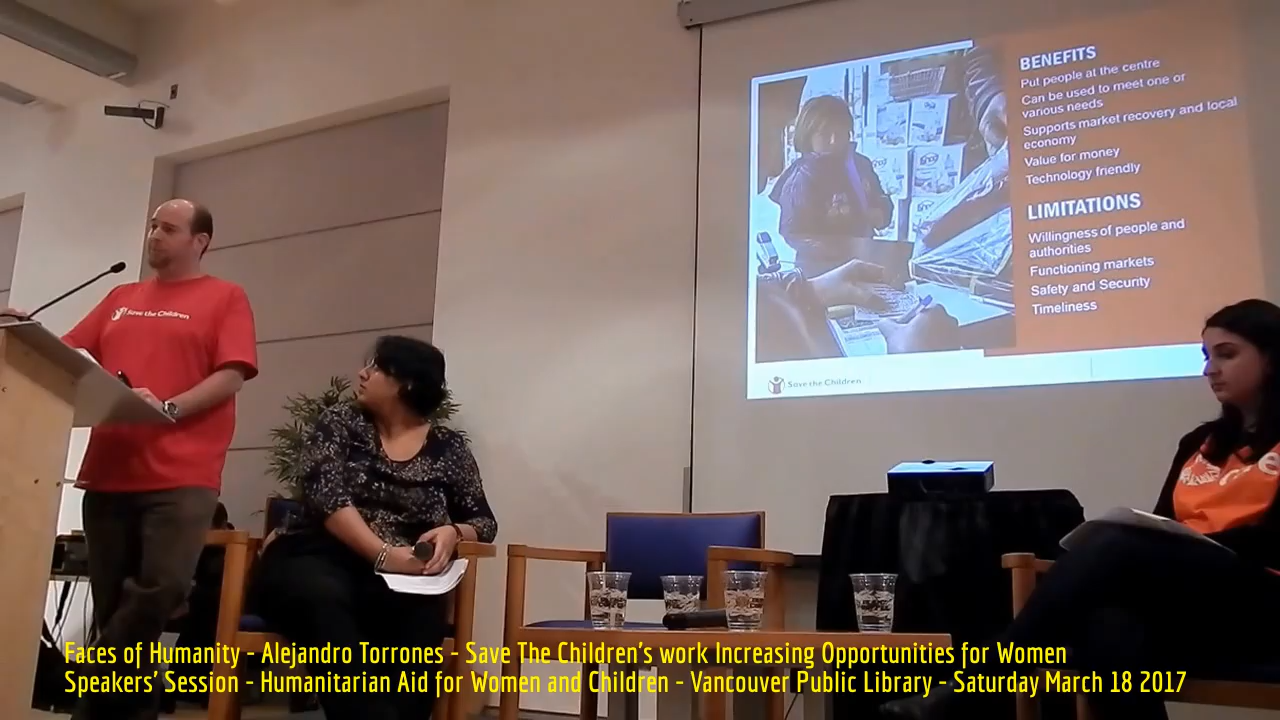 BENEFITS
Put people at the centre
Can be used to meet one or
various needs
Supports market recovery and local
economy
Value for money
Technology friendly
LIMITATIONS
Willingness of people and
authorities
Functioning markets
Safety and Security
Timeliness
Save the Children
Save the Children
Faces of Humanity - Alejandro Torrones - Save The Children's work Increasing Opportunities for Women
Speakers' Session - Humanitarian Aid for Women and Children - Vancouver Public Library - Saturday March 18 2017